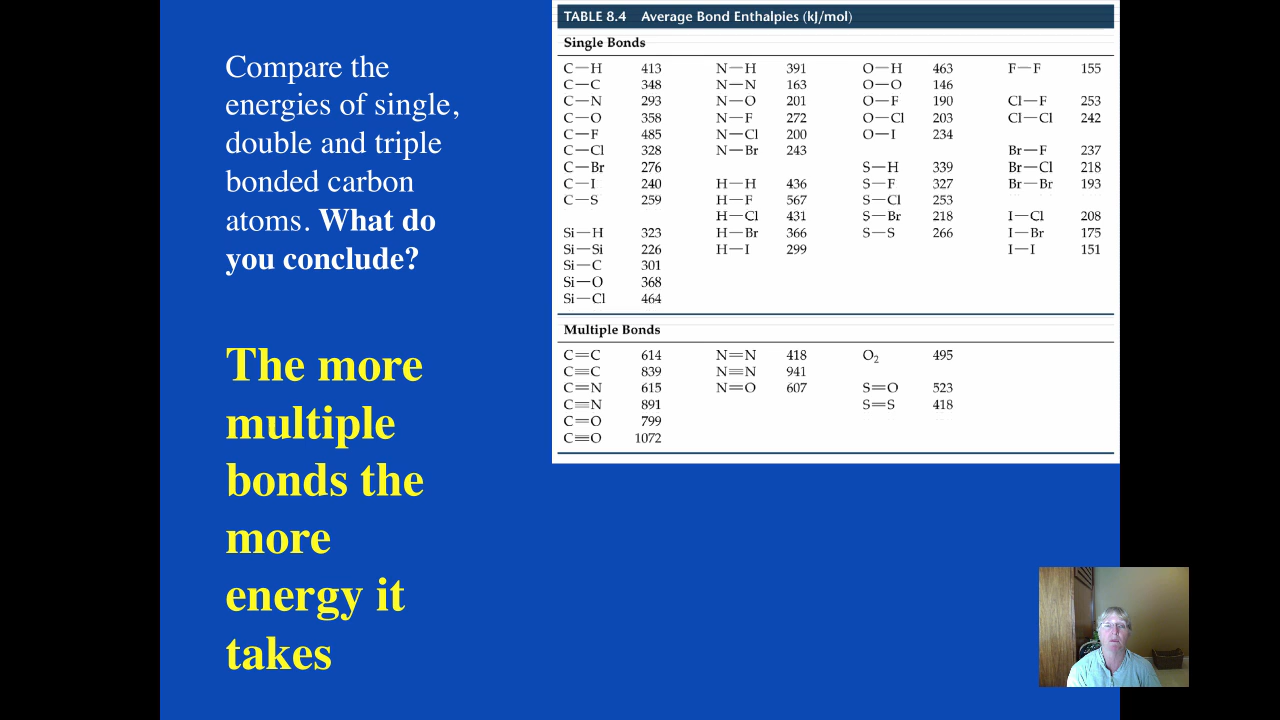 Compare the
energies of single,
double and triple
bonded carbon
atoms. What do
you conclude?
The more
multiple
bonds the
more
energy it
takes
TABLE 8.4 Average Bond Enthalpies (kJ/mol)
Single Bonds
C—H 413 N—H 391 O—H 463 F—F 155
C—C 348 N—N 163 O—O 146
C—N 293 N—O 201 O—F 190 Cl—F 253
C—O 358 N—F 272 O—Cl 203 Cl—Cl 242
C—F 485 N—Cl 200 O—I 234
C—Cl 328 N—Br 243 Br—F 237
C—Br 276 S—H 339 Br—Cl 218
C—I 240 H—H 436 S—F 327 Br—Br 193
C—S 259 H—F 567 S—Cl 253
H—Cl 431 S—Br 218 I—Cl 208
Si—H 323 H—Br 366 S—S 266 I—Br 175
Si—Si 226 H—I 299 I—I 151
Si—C 301
Si—O 368
Si—Cl 464
Multiple Bonds
C=C 614 N=N 418 O₂ 495
C≡C 839 N≡N 941
C=N 615 N=O 607 S=O 523
C≡N 891 S=S 418
C=O 799
C≡O 1072